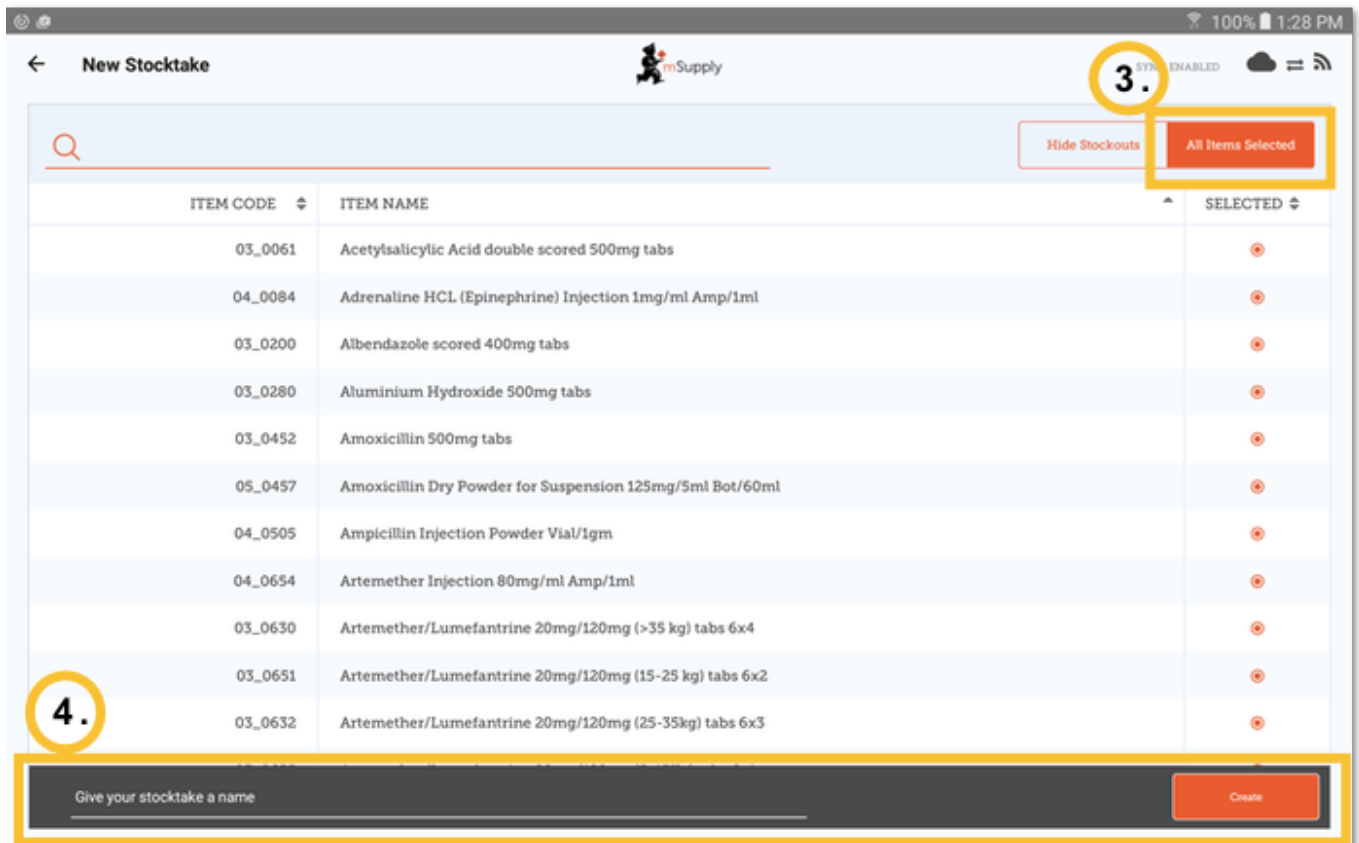 100% 1:28 PM
New Stocktake
mSupply
ENABLED
3.
Hide Stockouts
All Items Selected
ITEM CODE
ITEM NAME
SELECTED
03_0061 Acetylsalicylic Acid double scored 500mg tabs
04_0084 Adrenaline HCL (Epinephrine) Injection 1mg/ml Amp/1ml
03_0200 Albendazole scored 400mg tabs
03_0280 Aluminium Hydroxide 500mg tabs
03_0452 Amoxicillin 500mg tabs
05_0457 Amoxicillin Dry Powder for Suspension 125mg/5ml Bot/60ml
04_0505 Ampicillin Injection Powder Vial/1gm
04_0654 Artemether Injection 80mg/ml Amp/1ml
03_0630 Artemether/Lumefantrine 20mg/120mg (>35 kg) tabs 6x4
03_0651 Artemether/Lumefantrine 20mg/120mg (15-25 kg) tabs 6x2
03_0632 Artemether/Lumefantrine 20mg/120mg (25-35kg) tabs 6x3
4.
Give your stocktake a name
Create